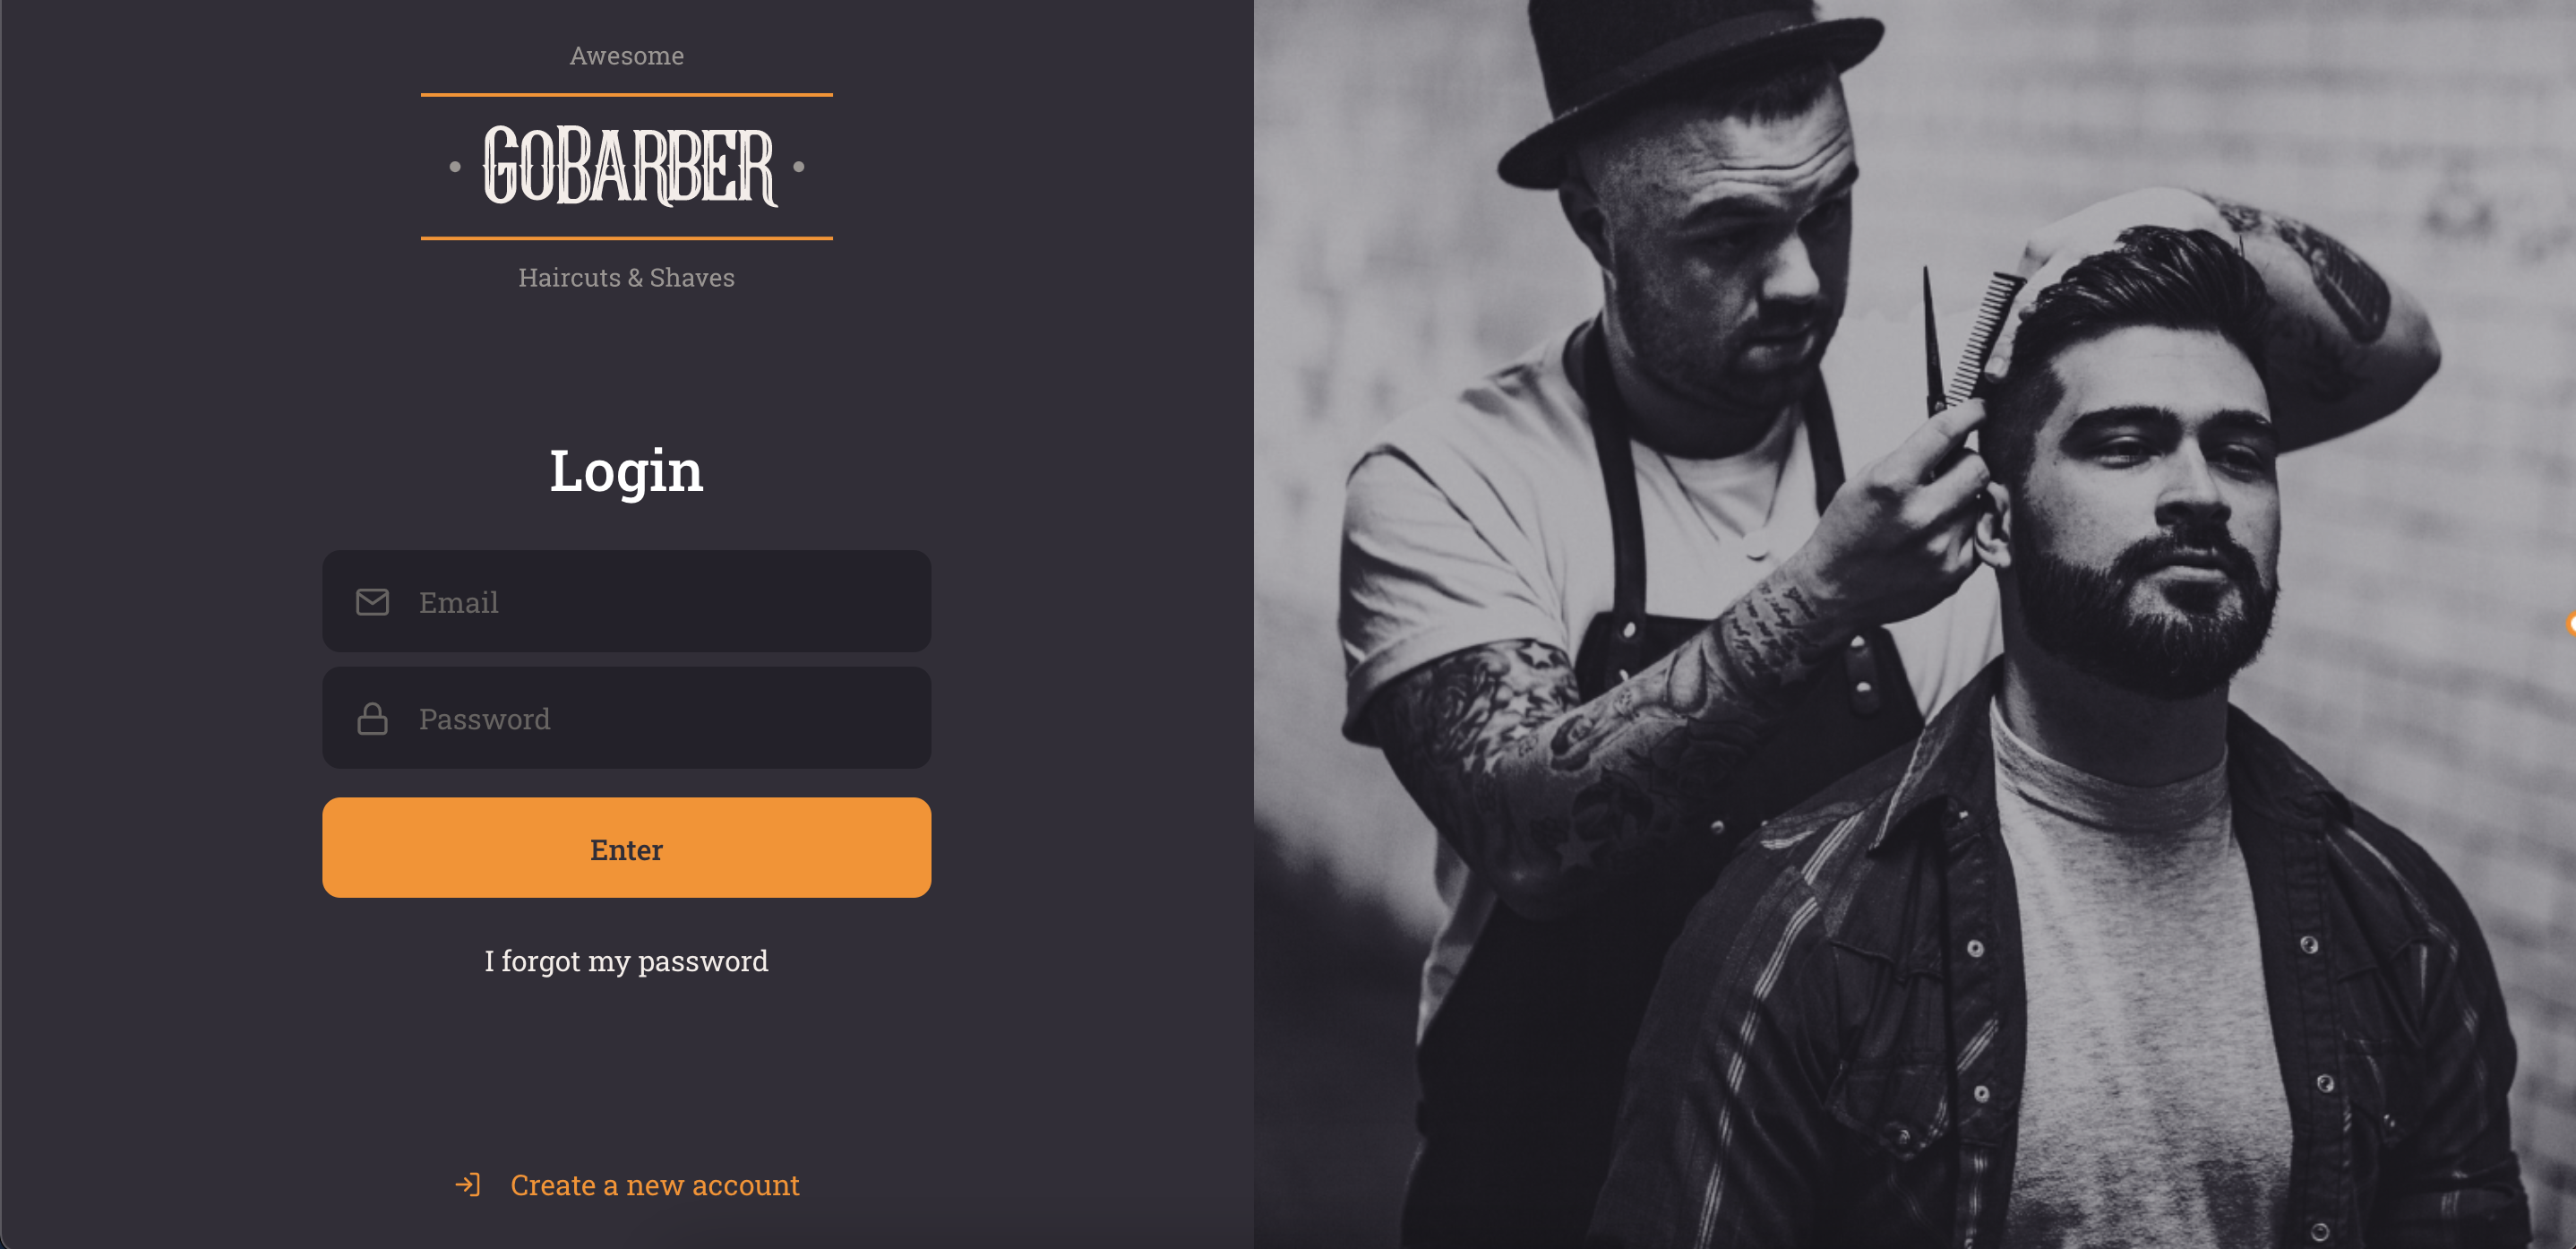 Awesome
GOBARBER
Haircuts & Shaves
Login
Email
Password
Enter
I forgot my password
Create a new account